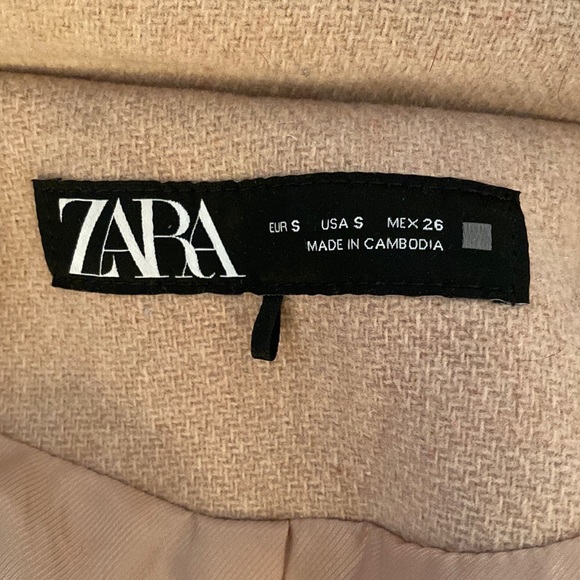 ZARA
EUR S USA S MEX 26
MADE IN CAMBODIA